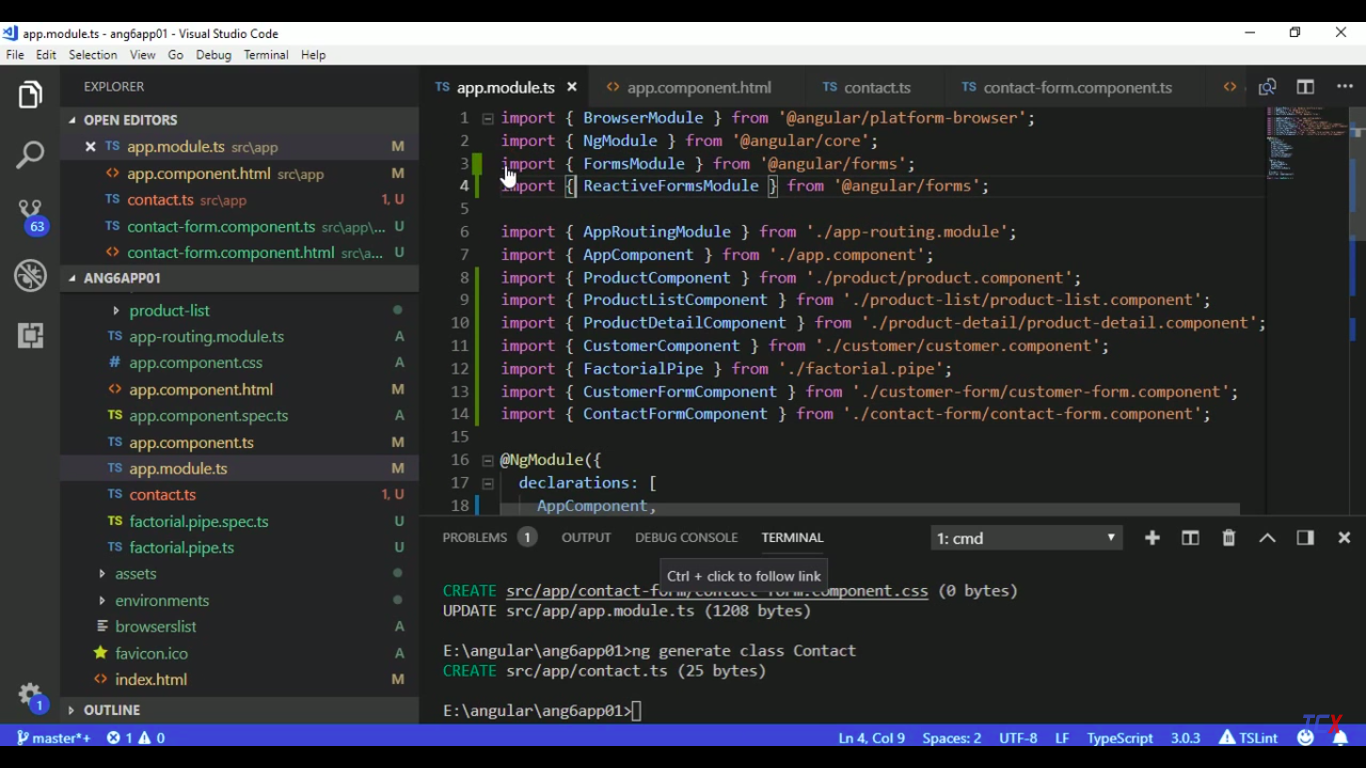 app.module.ts - ang6app01 - Visual Studio Code
File Edit Selection View Go Debug Terminal Help
EXPLORER
OPEN EDITORS
TS app.module.ts src\app M
<> app.component.html src\app M
TS contact.ts src\app 1, U
TS contact-form.component.ts src\app\... U
<> contact-form.component.html src\a... U
ANG6APP01
product-list
TS app-routing.module.ts A
# app.component.css A
<> app.component.html M
TS app.component.spec.ts A
TS app.component.ts M
TS app.module.ts M
TS contact.ts 1, U
TS factorial.pipe.spec.ts U
TS factorial.pipe.ts U
assets
environments
browserslist A
favicon.ico A
<> index.html M
OUTLINE
63
1
TS app.module.ts <> app.component.html TS contact.ts TS contact-form.component.ts <>
1 import { BrowserModule } from '@angular/platform-browser';
2 import { NgModule } from '@angular/core';
3 import { FormsModule } from '@angular/forms';
4 import { ReactiveFormsModule } from '@angular/forms';
5
6 import { AppRoutingModule } from './app-routing.module';
7 import { AppComponent } from './app.component';
8 import { ProductComponent } from './product/product.component';
9 import { ProductListComponent } from './product-list/product-list.component';
10 import { ProductDetailComponent } from './product-detail/product-detail.component';
11 import { CustomerComponent } from './customer/customer.component';
12 import { FactorialPipe } from './factorial.pipe';
13 import { CustomerFormComponent } from './customer-form/customer-form.component';
14 import { ContactFormComponent } from './contact-form/contact-form.component';
15
16 @NgModule({
17 declarations: [
18 AppComponent,
PROBLEMS 1 OUTPUT DEBUG CONSOLE TERMINAL 1: cmd
Ctrl + click to follow link
CREATE src/app/contact-form/contact-form.component.css (0 bytes)
UPDATE src/app/app.module.ts (1208 bytes)
E:\angular\ang6app01>ng generate class Contact
CREATE src/app/contact.ts (25 bytes)
E:\angular\ang6app01>
TCX
master*+ 1 0 Ln 4, Col 9 Spaces: 2 UTF-8 LF TypeScript 3.0.3 TSLint